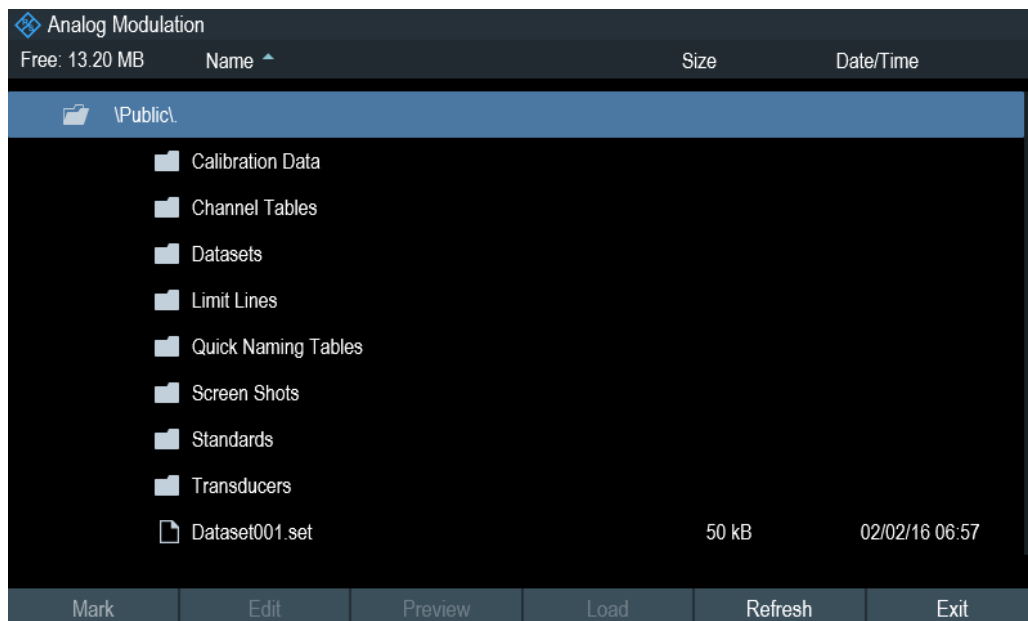 Analog Modulation
Free: 13.20 MB Name Size Date/Time
\Public\.
Calibration Data
Channel Tables
Datasets
Limit Lines
Quick Naming Tables
Screen Shots
Standards
Transducers
Dataset001.set 50 kB 02/02/16 06:57
Mark Edit Preview Load Refresh Exit